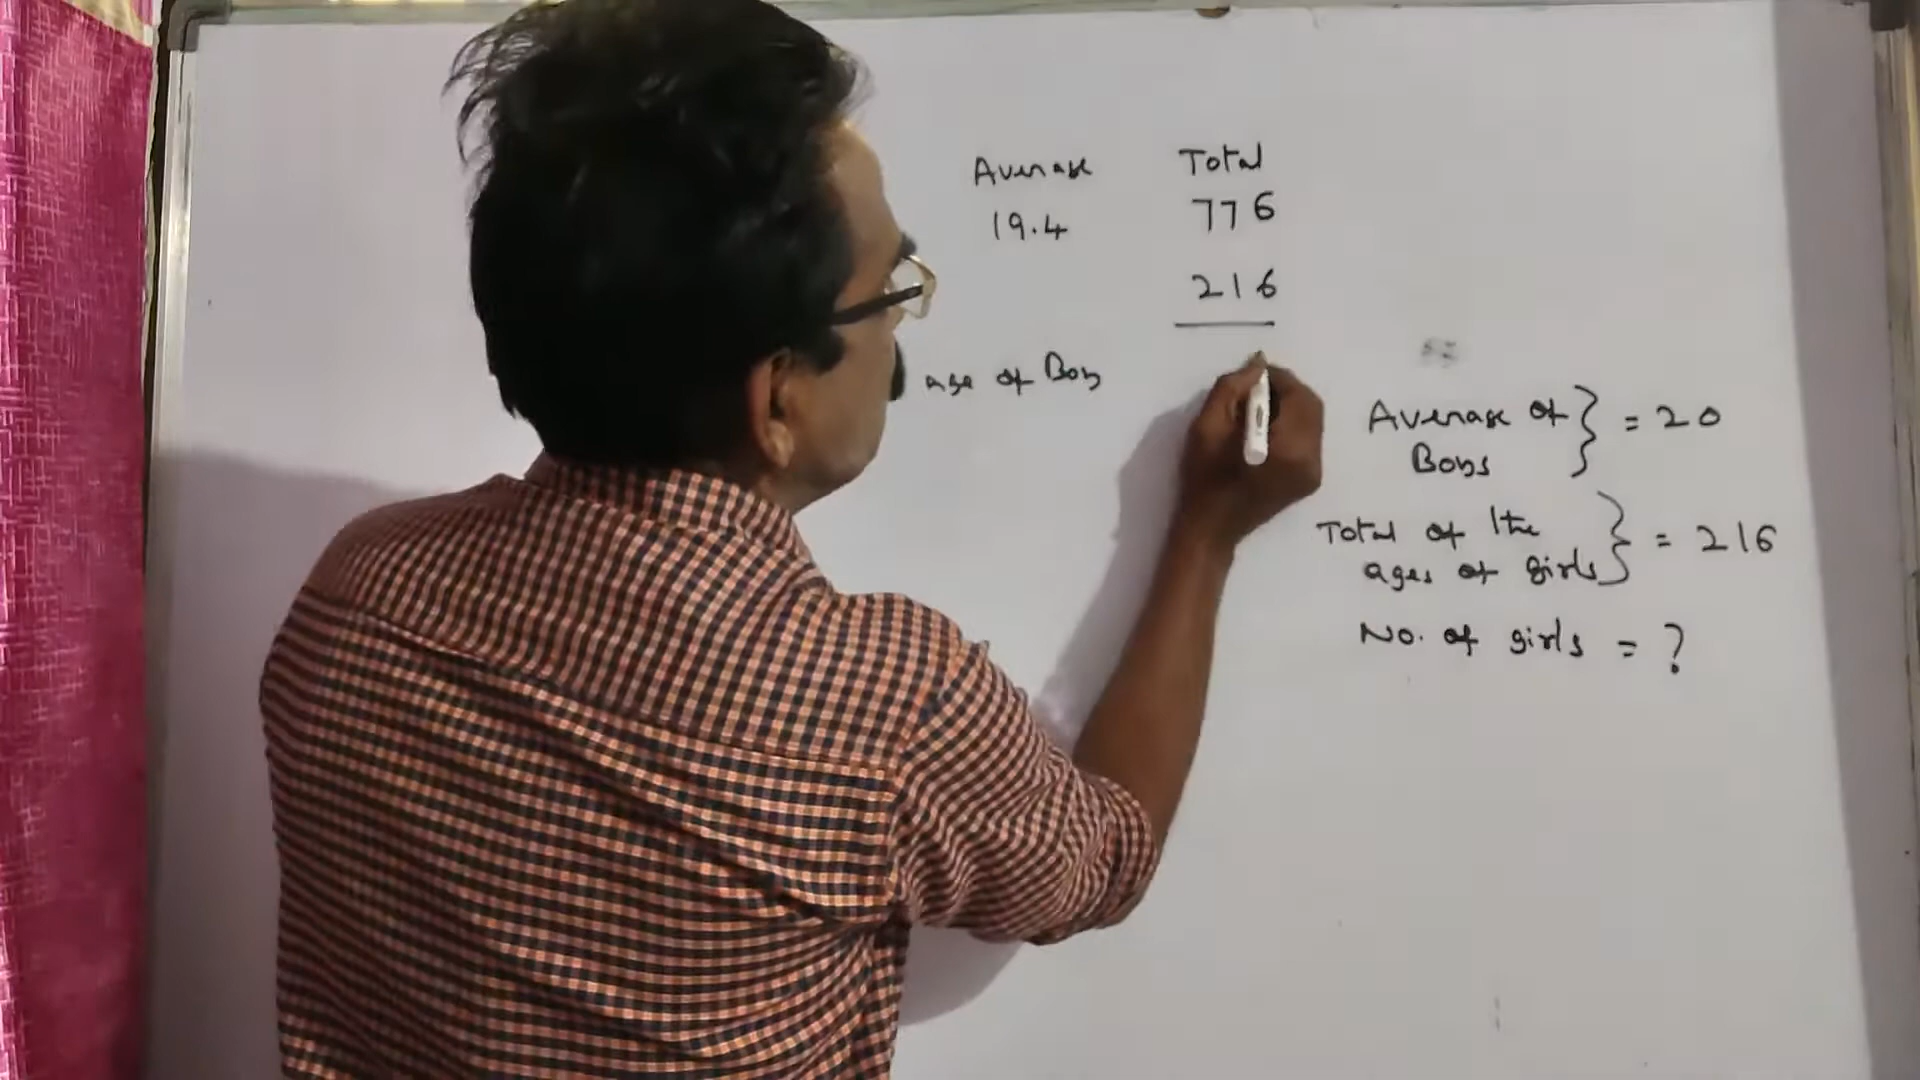 Average Total
19.4 776
216
age of Boys
Average of Boys } = 20
Total of the ages of girls } = 216
No. of girls = ?